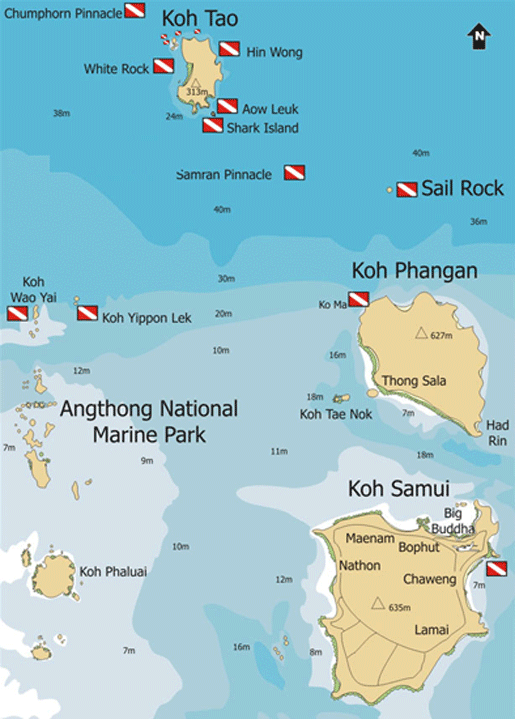 Chumphorn Pinnacle
Koh Tao
N
Hin Wong
White Rock
313m
38m
24m
Aow Leuk
Shark Island
40m
Samran Pinnacle
Sail Rock
40m
36m
Koh Phangan
30m
Koh
Wao Yai
Ko Ma
Koh Yippon Lek
20m
627m
10m
16m
12m
Thong Sala
18m
Angthong National
Marine Park
Koh Tae Nok
7m
Had
Rin
7m
9m
11m
18m
Koh Samui
Big
Buddha
Maenam
Bophut
10m
Nathon
Koh Phaluai
Chaweng
12m
7m
635m
Lamai
16m
7m
8m